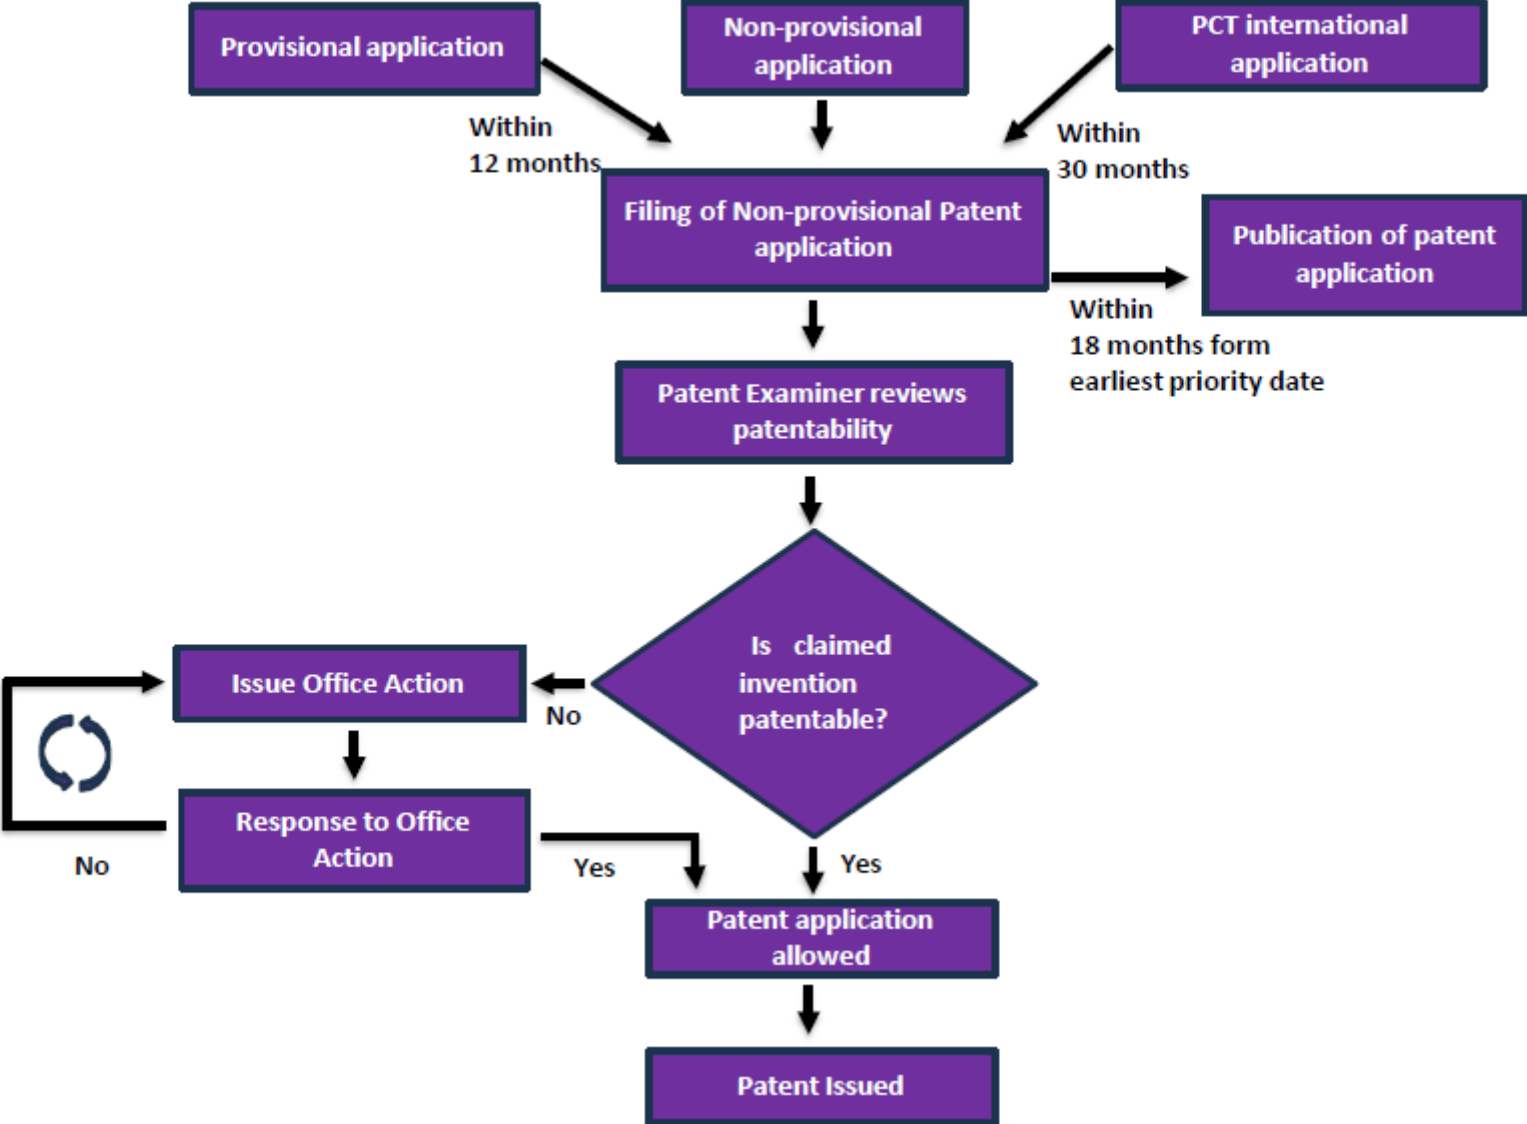 Provisional application
Non-provisional
application
PCT international
application
Within
12 months
Within
30 months
Filing of Non-provisional Patent
application
Publication of patent
application
Within
18 months form
earliest priority date
Patent Examiner reviews
patentability
Is claimed
invention
patentable?
Issue Office Action
No
Response to Office
Action
No
Yes
Yes
Patent application
allowed
Patent Issued